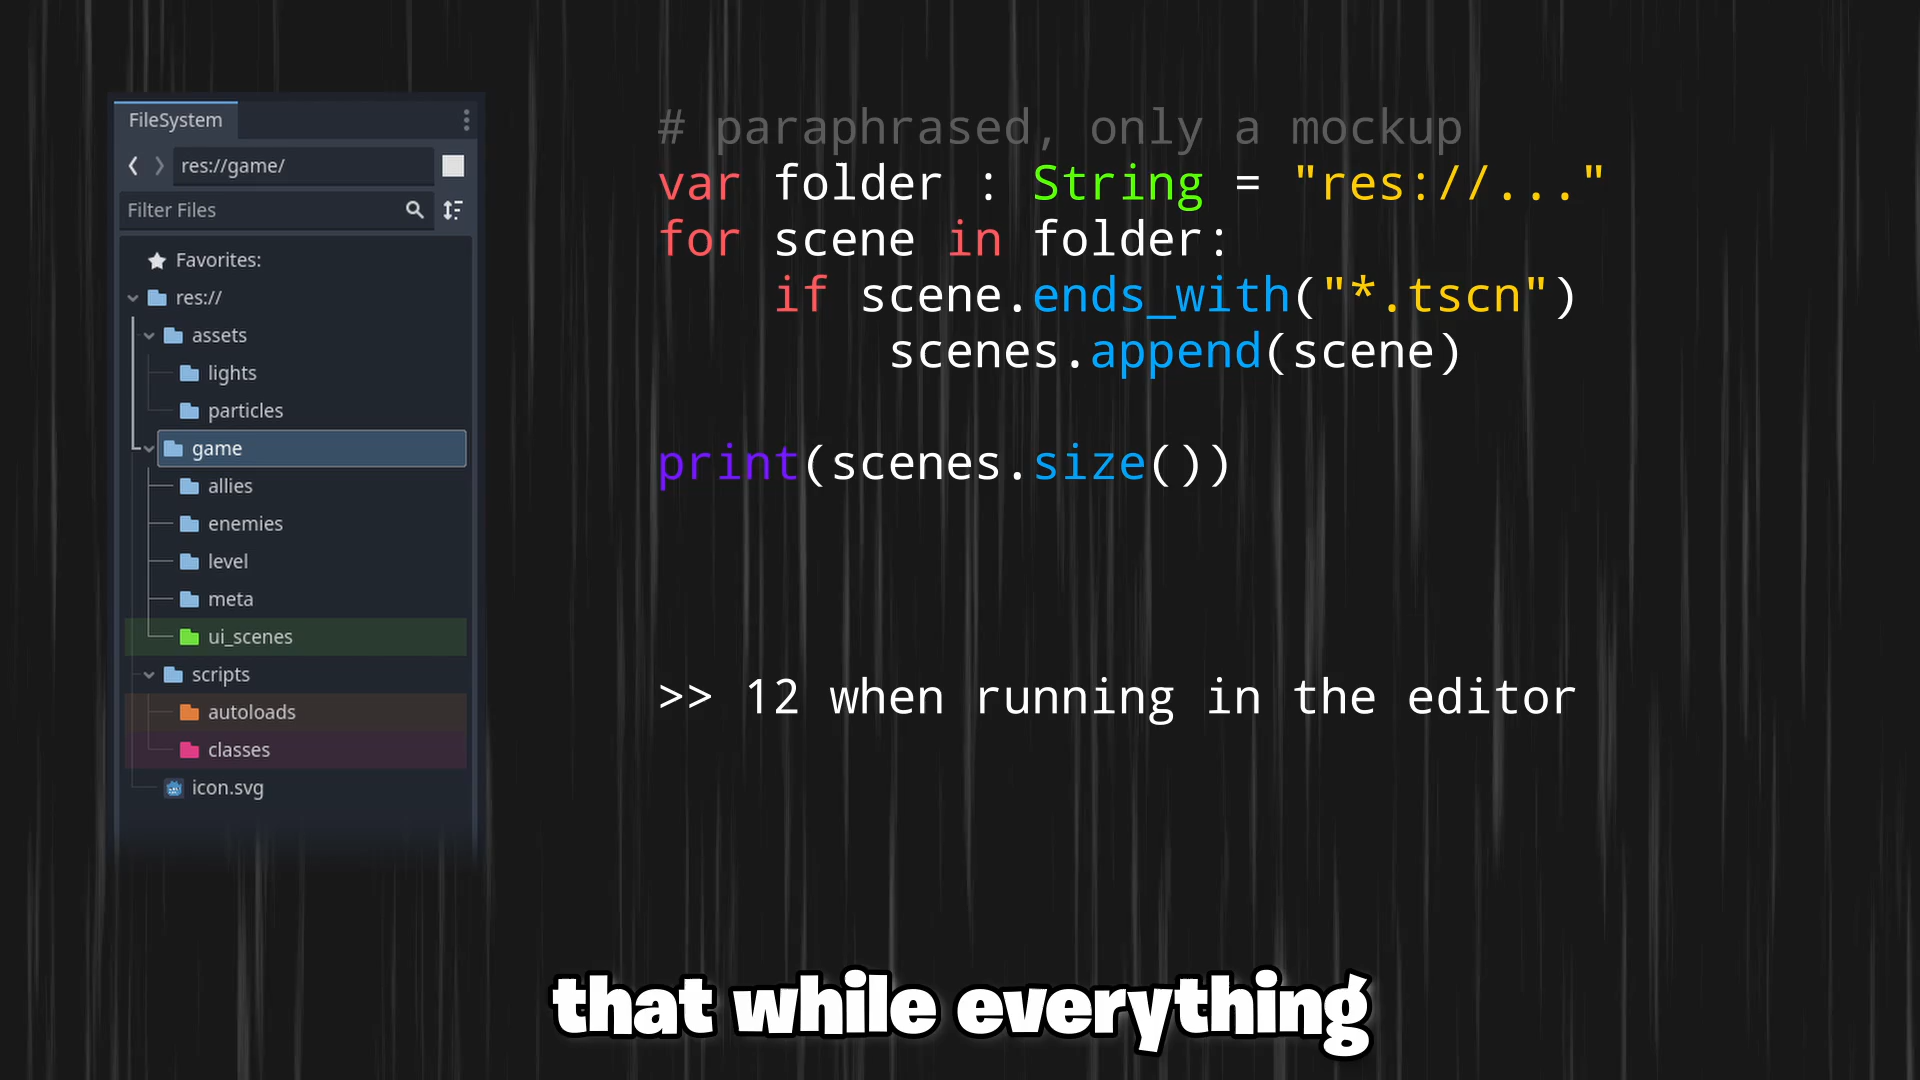 FileSystem
res://game/
Filter Files
Favorites:
res://
assets
lights
particles
game
allies
enemies
level
meta
ui_scenes
scripts
autoloads
classes
icon.svg
# paraphrased, only a mockup
var folder : String = "res://..."
for scene in folder:
    if scene.ends_with("*.tscn")
        scenes.append(scene)
print(scenes.size())
>> 12 when running in the editor
that while everything